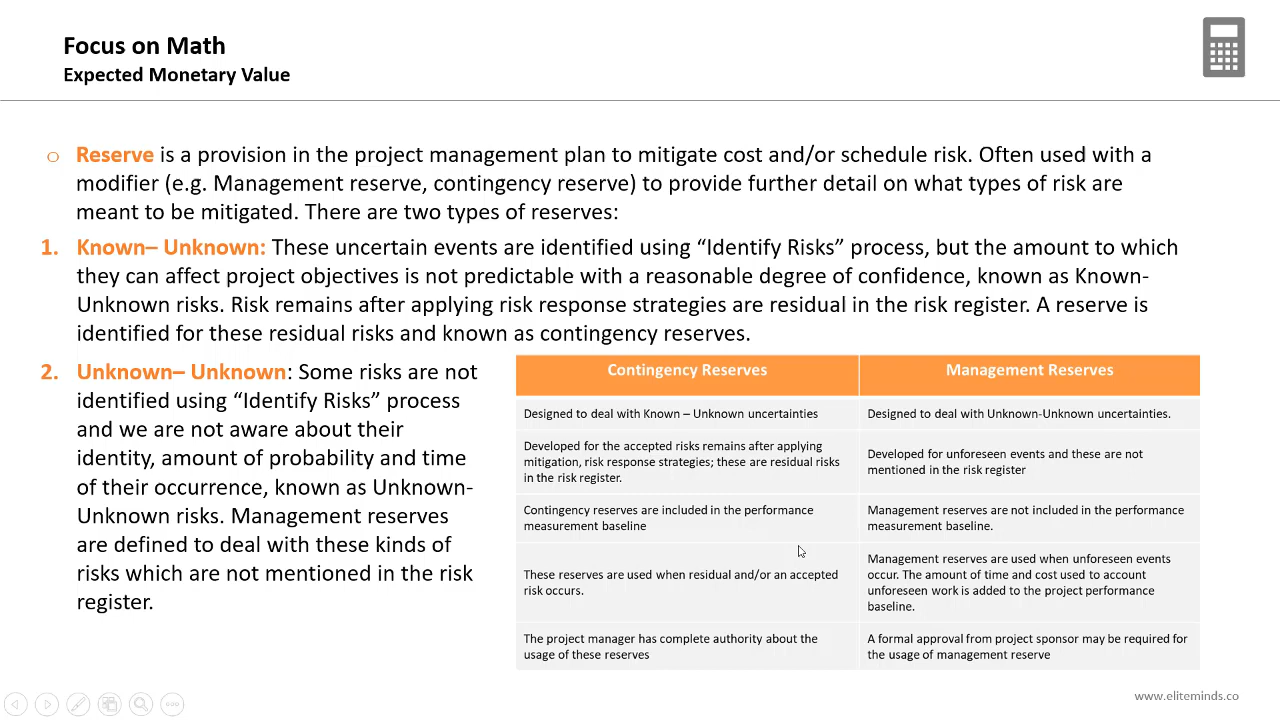 Focus on Math
Expected Monetary Value
Reserve is a provision in the project management plan to mitigate cost and/or schedule risk. Often used with a
modifier (e.g. Management reserve, contingency reserve) to provide further detail on what types of risk are
meant to be mitigated. There are two types of reserves:
1. Known– Unknown: These uncertain events are identified using “Identify Risks” process, but the amount to which
they can affect project objectives is not predictable with a reasonable degree of confidence, known as Known-
Unknown risks. Risk remains after applying risk response strategies are residual in the risk register. A reserve is
identified for these residual risks and known as contingency reserves.
2. Unknown– Unknown: Some risks are not
identified using “Identify Risks” process
and we are not aware about their
identity, amount of probability and time
of their occurrence, known as Unknown-
Unknown risks. Management reserves
are defined to deal with these kinds of
risks which are not mentioned in the risk
register.
Contingency Reserves
Management Reserves
Designed to deal with Known – Unknown uncertainties
Designed to deal with Unknown-Unknown uncertainties.
Developed for the accepted risks remains after applying
mitigation, risk response strategies; these are residual risks
in the risk register.
Developed for unforeseen events and these are not
mentioned in the risk register
Contingency reserves are included in the performance
measurement baseline
Management reserves are not included in the performance
measurement baseline.
These reserves are used when residual and/or an accepted
risk occurs.
Management reserves are used when unforeseen events
occur. The amount of time and cost used to account
unforeseen work is added to the project performance
baseline.
The project manager has complete authority about the
usage of these reserves
A formal approval from project sponsor may be required for
the usage of management reserve
www.eliteminds.co